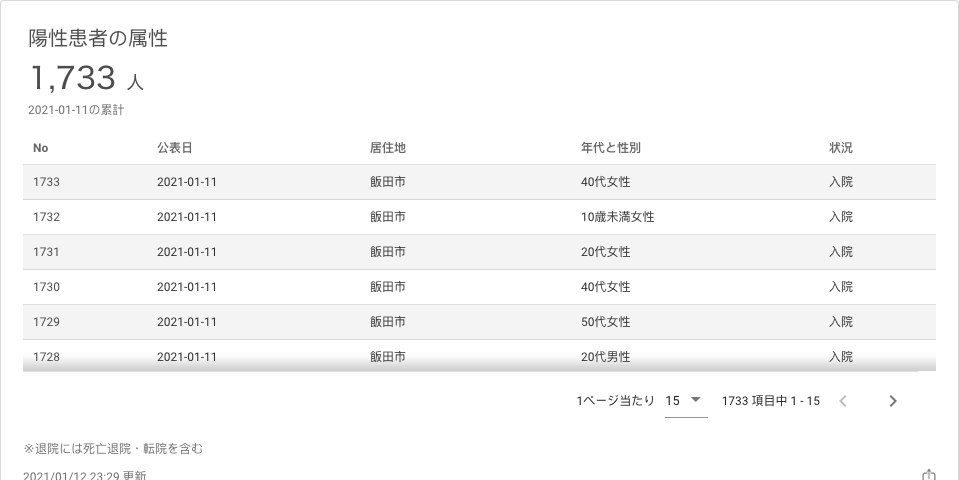 陽性患者の属性
1,733 人
2021-01-11の累計
No 公表日 居住地 年代と性別 状況
1733 2021-01-11 飯田市 40代女性 入院
1732 2021-01-11 飯田市 10歳未満女性 入院
1731 2021-01-11 飯田市 20代女性 入院
1730 2021-01-11 飯田市 40代女性 入院
1729 2021-01-11 飯田市 50代女性 入院
1728 2021-01-11 飯田市 20代男性 入院
1ページ当たり 15 1733 項目中 1 - 15
※退院には死亡退院・転院を含む
2021/01/12 23:29 更新